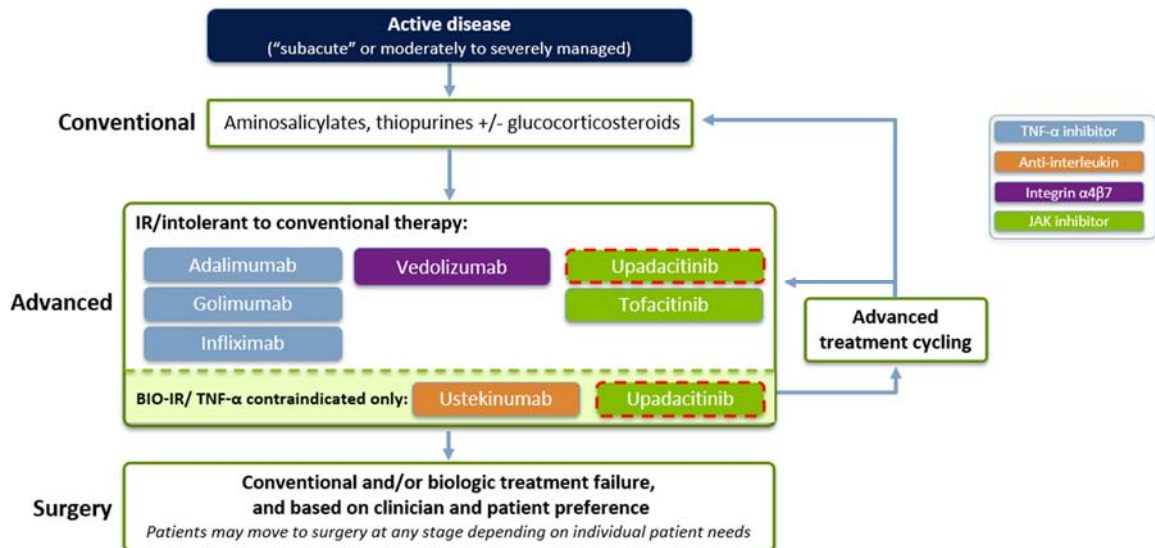 Active disease
(“subacute” or moderately to severely managed)
Conventional
Aminosalicylates, thiopurines +/- glucocorticosteroids
TNF-α inhibitor
Anti-interleukin
Integrin α4β7
JAK inhibitor
IR/intolerant to conventional therapy:
Adalimumab
Vedolizumab
Upadacitinib
Advanced
Golimumab
Tofacitinib
Infliximab
Advanced
treatment cycling
BIO-IR/ TNF-α contraindicated only:
Ustekinumab
Upadacitinib
Surgery
Conventional and/or biologic treatment failure,
and based on clinician and patient preference
Patients may move to surgery at any stage depending on individual patient needs